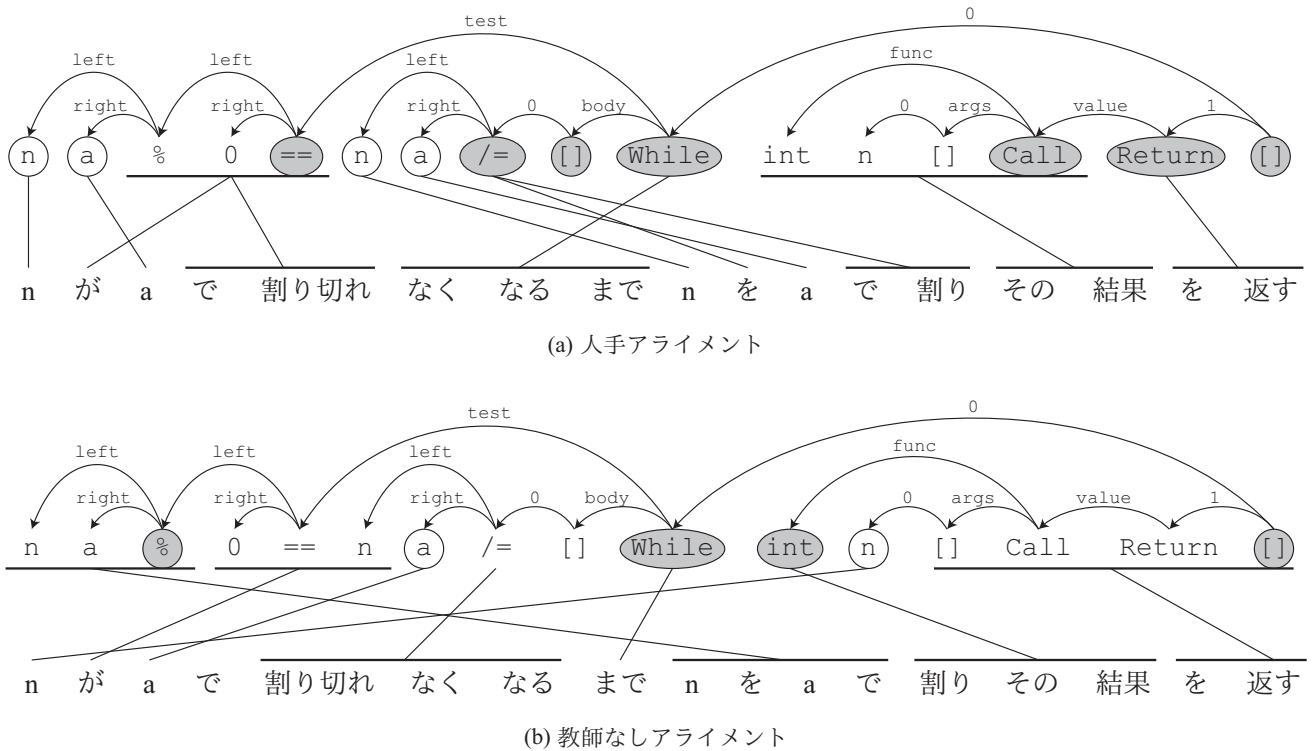 test 0
left left left func
right right right 0 body 0 args value 1
n a % 0 == n a /= [] While int n [] Call Return []
n が a で 割り切れ なく なる まで n を a で 割り その 結果 を 返す
(a) 人手アライメント
test 0
left left left func
right right right 0 body 0 args value 1
n a % 0 == n a /= [] While int n [] Call Return []
n が a で 割り切れ なく なる まで n を a で 割り その 結果 を 返す
(b) 教師なしアライメント